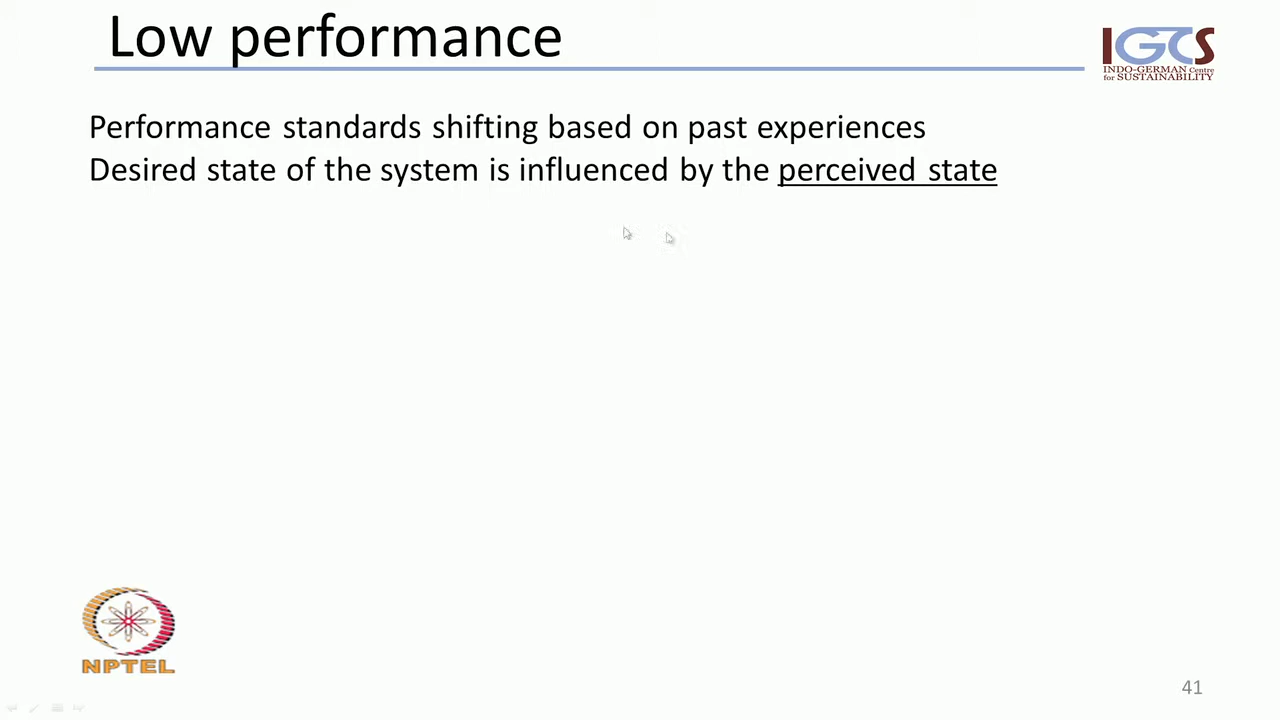 Low performance
IGCS
INDO-GERMAN Centre
for SUSTAINABILITY
Performance standards shifting based on past experiences
Desired state of the system is influenced by the perceived state
NPTEL
41